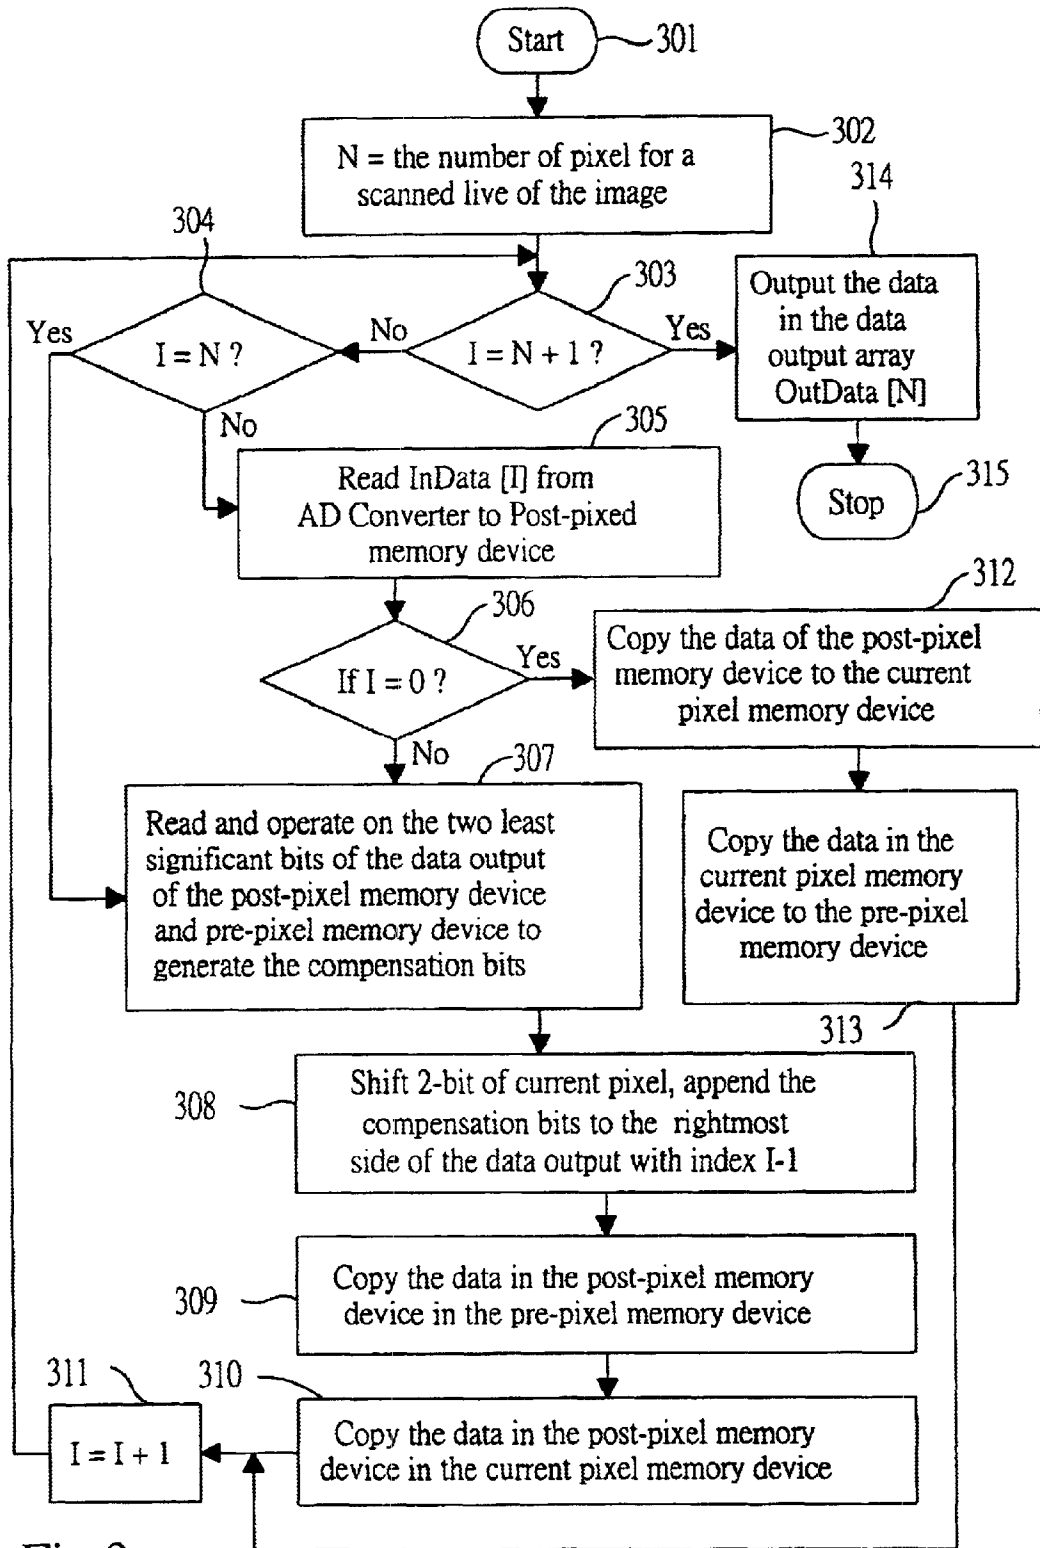 Start
301
302
N = the number of pixel for a
scanned live of the image
314
304
303
Output the data
in the data
output array
OutData [N]
Yes
I = N ?
No
I = N + 1 ?
Yes
No
305
Read InData [I] from
AD Converter to Post-pixed
memory device
Stop
315
306
312
If I = 0 ?
Yes
Copy the data of the post-pixel
memory device to the current
pixel memory device
No
307
Read and operate on the two least
significant bits of the data output
of the post-pixel memory device
and pre-pixel memory device to
generate the compensation bits
Copy the data in the
current pixel memory
device to the pre-pixel
memory device
313
308
Shift 2-bit of current pixel, append the
compensation bits to the rightmost
side of the data output with index I-1
309
Copy the data in the post-pixel memory
device in the pre-pixel memory device
311
310
I = I + 1
Copy the data in the post-pixel memory
device in the current pixel memory device